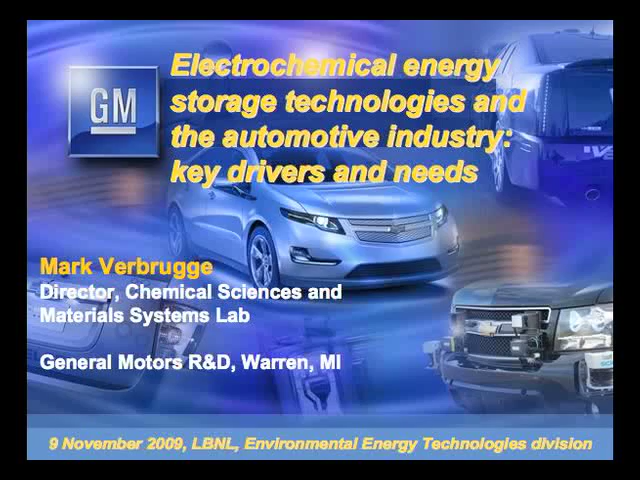 GM
Electrochemical energy
storage technologies and
the automotive industry:
key drivers and needs
Mark Verbrugge
Director, Chemical Sciences and
Materials Systems Lab
General Motors R&D, Warren, MI
9 November 2009, LBNL, Environmental Energy Technologies division